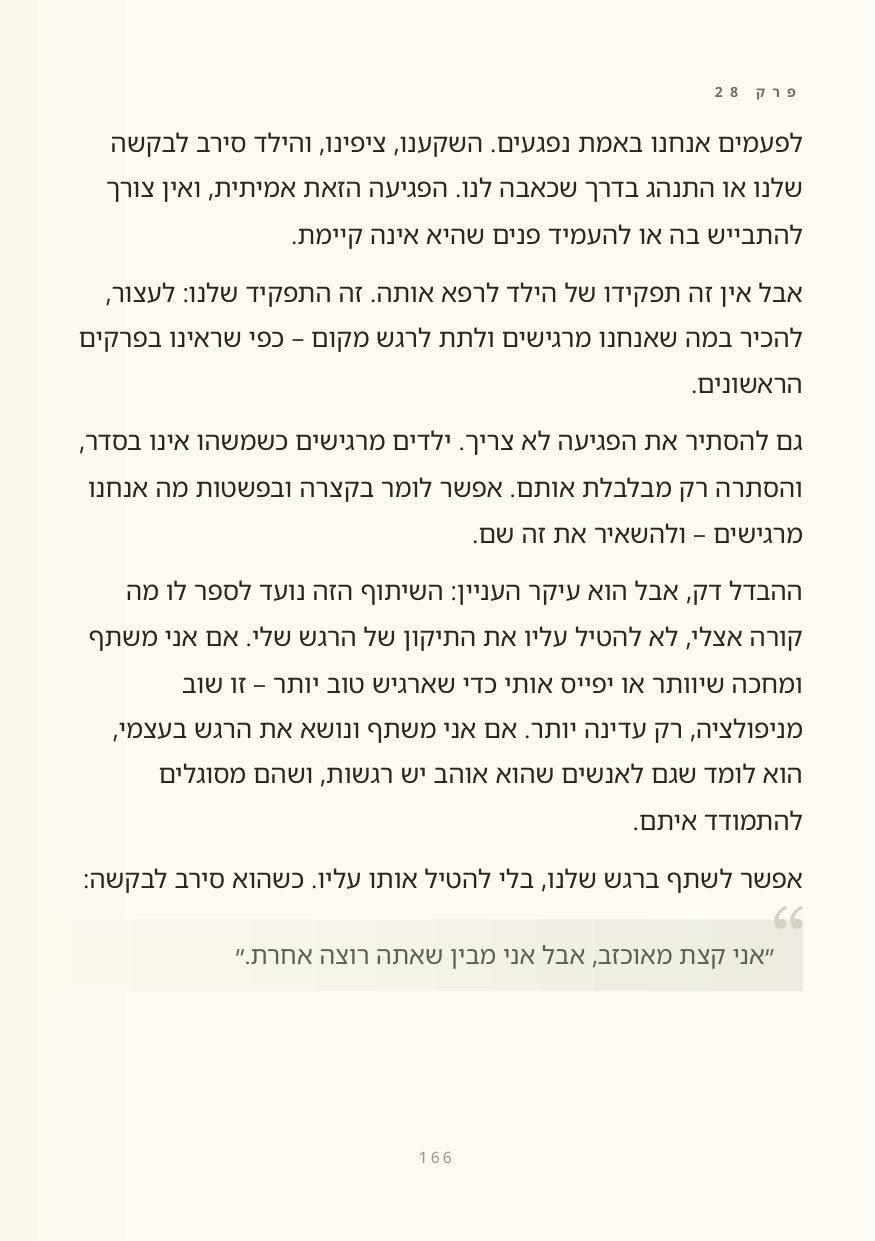 פרק 28
לפעמים אנחנו באמת נפגעים. השקענו, ציפינו, והילד סירב לבקשה
שלנו או התנהג בדרך שכאבה לנו. הפגיעה הזאת אמיתית, ואין צורך
להתבייש בה או להעמיד פנים שהיא אינה קיימת.
אבל אין זה תפקידו של הילד לרפא אותה. זה התפקיד שלנו: לעצור,
להכיר במה שאנחנו מרגישים ולתת לרגש מקום – כפי שראינו בפרקים
הראשונים.
גם להסתיר את הפגיעה לא צריך. ילדים מרגישים כשמשהו אינו בסדר,
והסתרה רק מבלבלת אותם. אפשר לומר בקצרה ובפשטות מה אנחנו
מרגישים – ולהשאיר את זה שם.
ההבדל דק, אבל הוא עיקר העניין: השיתוף הזה נועד לספר לו מה
קורה אצלי, לא להטיל עליו את התיקון של הרגש שלי. אם אני משתף
ומחכה שיוותר או יפייס אותי כדי שארגיש טוב יותר – זו שוב
מניפולציה, רק עדינה יותר. אם אני משתף ונושא את הרגש בעצמי,
הוא לומד שגם לאנשים שהוא אוהב יש רגשות, ושהם מסוגלים
להתמודד איתם.
אפשר לשתף ברגש שלנו, בלי להטיל אותו עליו. כשהוא סירב לבקשה:
“
״אני קצת מאוכזב, אבל אני מבין שאתה רוצה אחרת.״
166